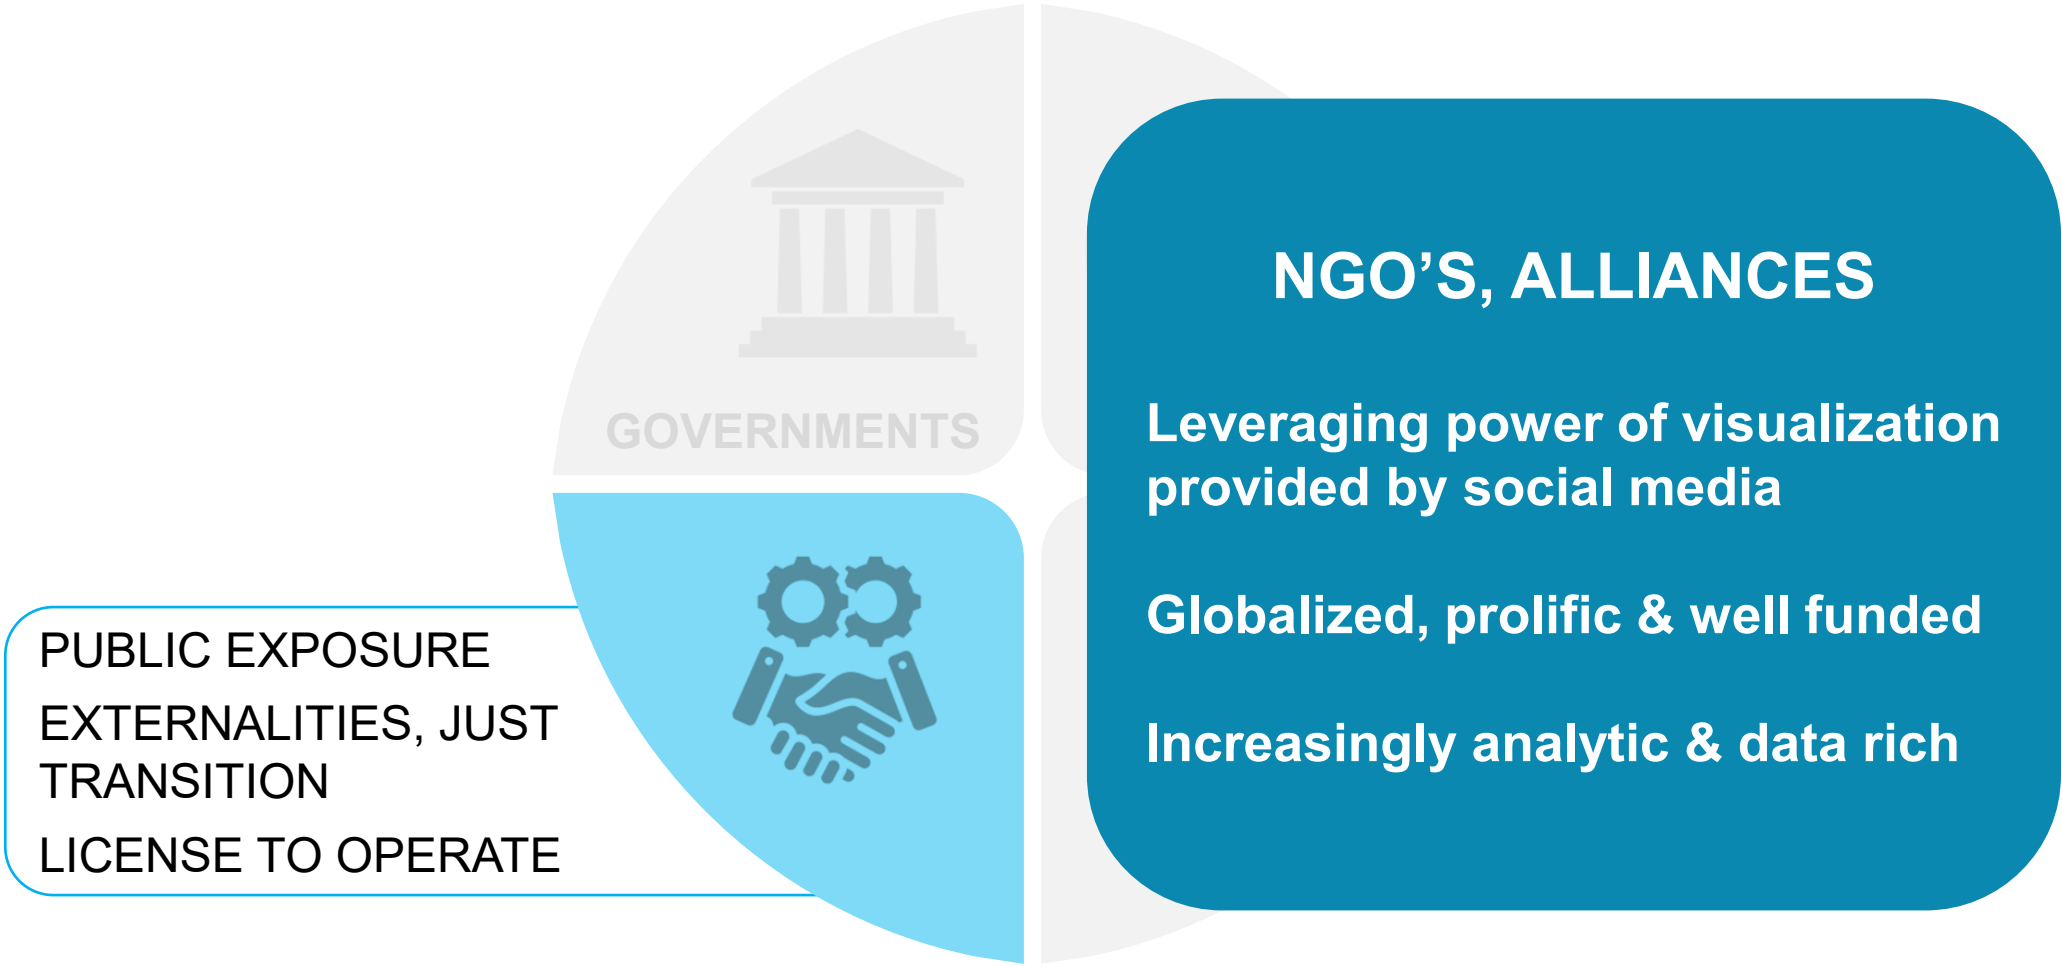 GOVERNMENTS
PUBLIC EXPOSURE
EXTERNALITIES, JUST
TRANSITION
LICENSE TO OPERATE
NGO’S, ALLIANCES
Leveraging power of visualization
provided by social media
Globalized, prolific & well funded
Increasingly analytic & data rich